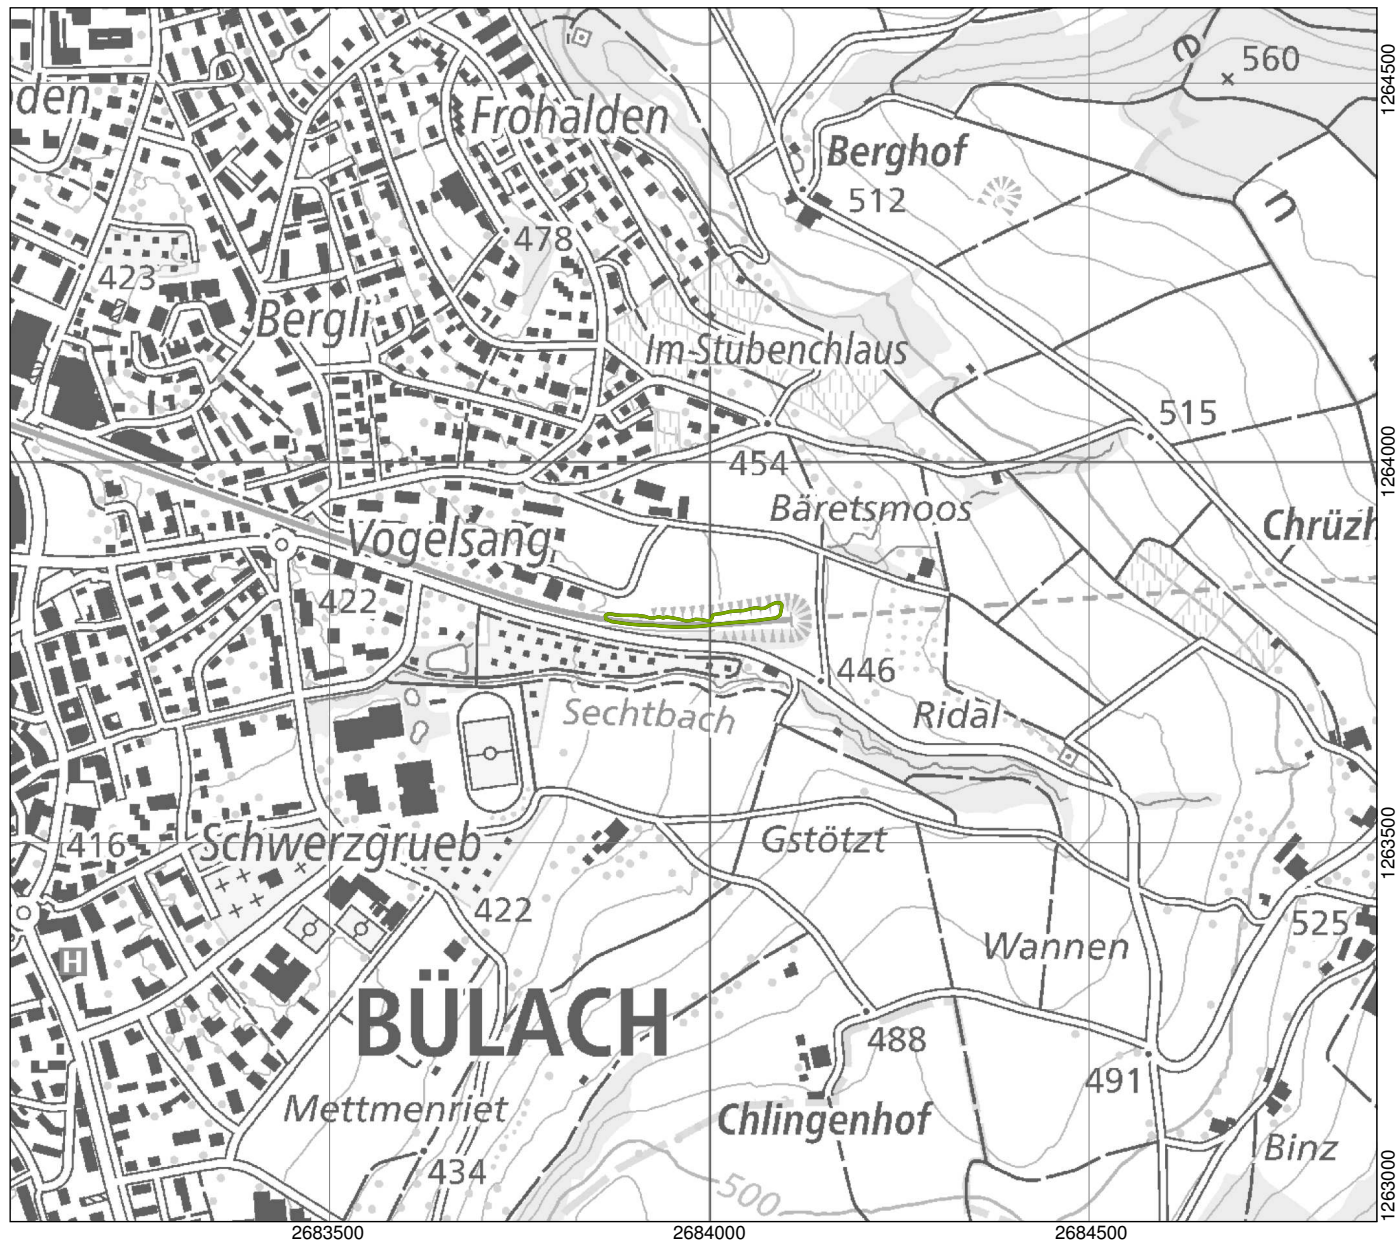 560
1264500
den
Frohalden
Berghof
e
512
n
478
423
Bergli
Im Stubenchlaus
515
454
1264000
Bäretsmoos
Chrüzh
Vogelsang
422
446
Sechtbach
Ridal
416
Schwerzgrueb
Gstötzt
1263500
422
525
Wannen
H
BÜLACH
488
491
Mettmenriet
Chlingenhof
Binz
434
500
1263000
2683500
2684000
2684500